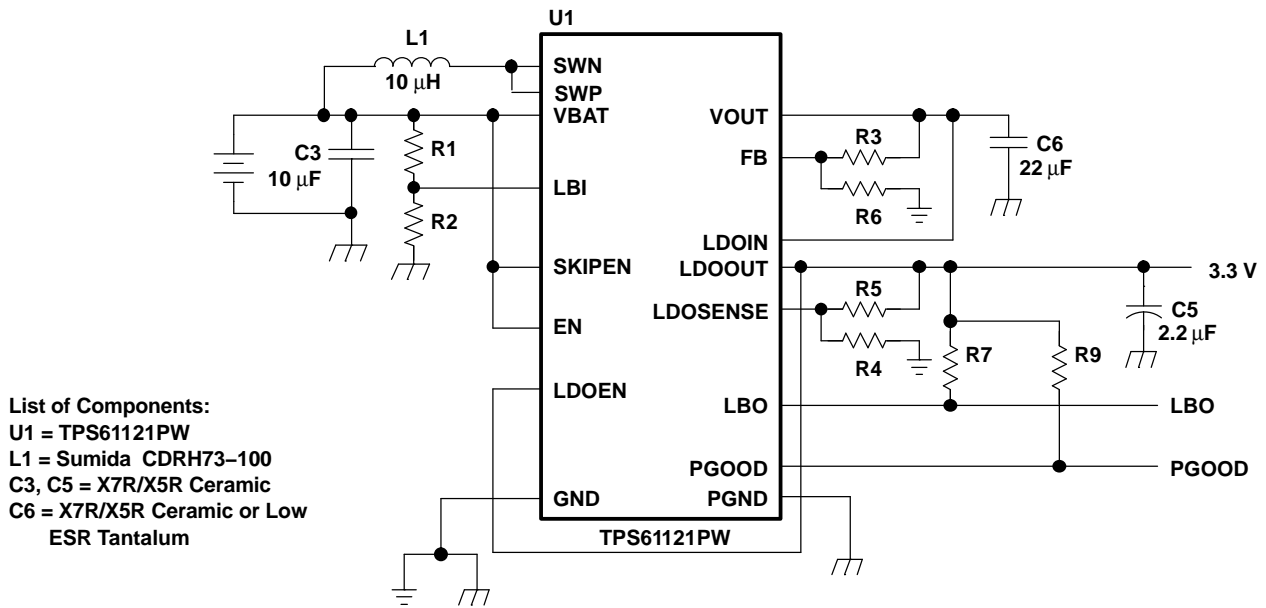 U1
L1
10 μH
SWN
SWP
VBAT
VOUT
R3
C3
10 μF
R1
FB
C6
22 μF
LBI
R6
R2
LDOIN
SKIPEN
LDOOUT
3.3 V
R5
LDOSENSE
C5
2.2 μF
EN
R4
R7
R9
LDOEN
LBO
LBO
List of Components:
U1 = TPS61121PW
L1 = Sumida CDRH73–100
C3, C5 = X7R/X5R Ceramic
C6 = X7R/X5R Ceramic or Low
ESR Tantalum
PGOOD
PGOOD
GND
PGND
TPS61121PW